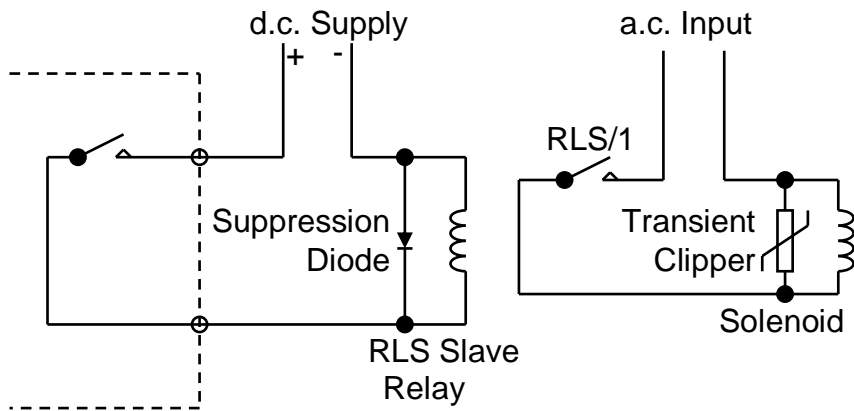 d.c. Supply
+ -
a.c. Input
RLS/1
Suppression
Diode
Transient
Clipper
RLS Slave
Relay
Solenoid